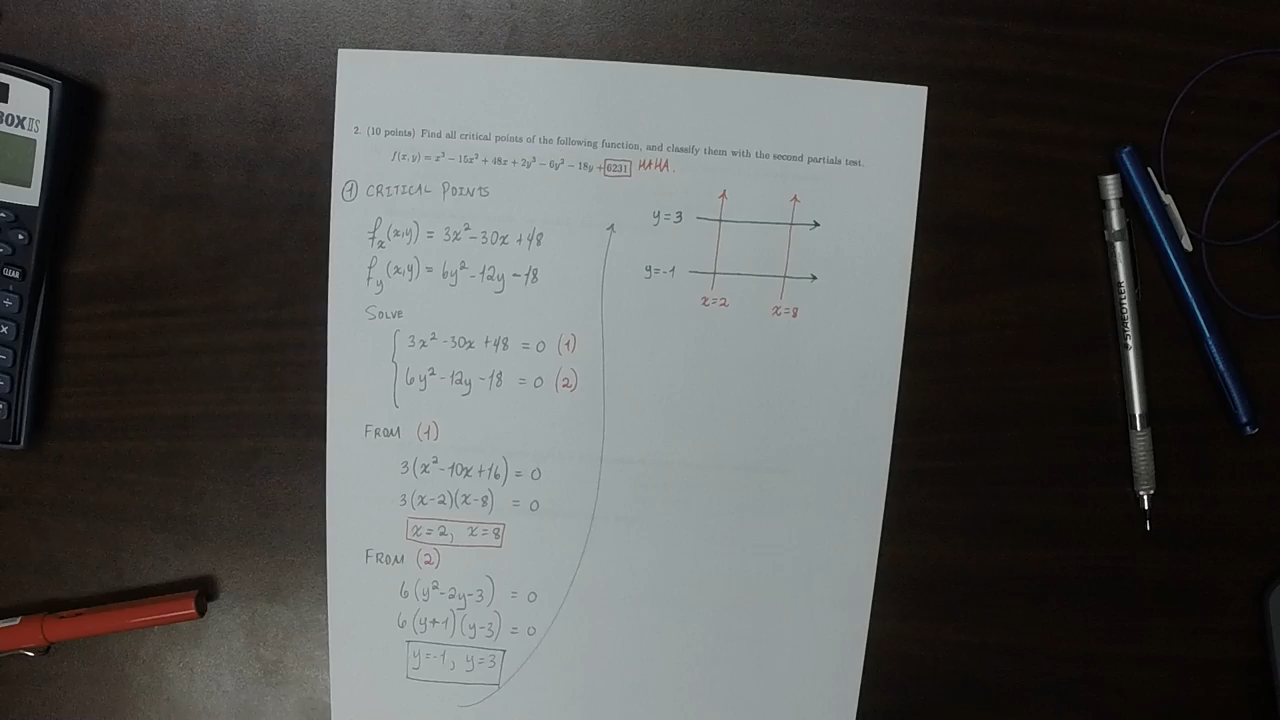 2. (10 points) Find all critical points of the following function, and classify them with the second partials test.
f(x, y) = x³ − 15x² + 48x + 2y³ − 6y² − 18y + 6231 HAHA.
1 CRITICAL POINTS
fₓ(x,y) = 3x²-30x+48
f_y(x,y) = 6y²-12y-18
SOLVE
3x²-30x+48 = 0 (1)
6y²-12y-18 = 0 (2)
FROM (1)
3(x²-10x+16) = 0
3(x-2)(x-8) = 0
x=2, x=8
FROM (2)
6(y²-2y-3) = 0
6(y+1)(y-3) = 0
y=-1, y=3
y=3
y=-1
x=2 x=8
BOX IIS
CLEAR
STAEDTLER